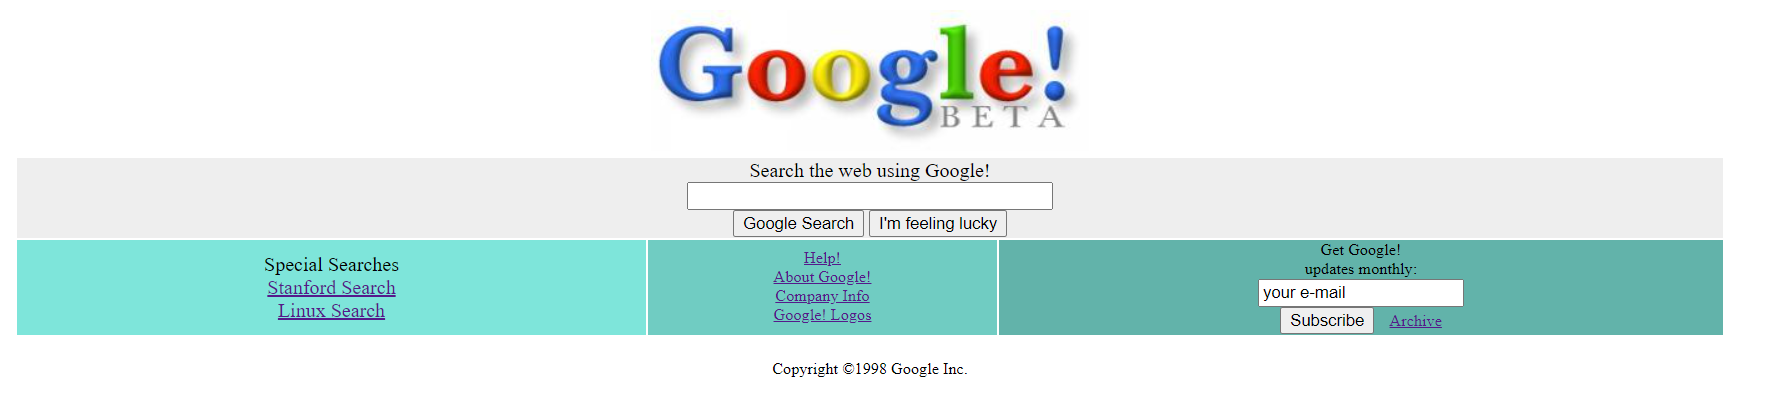 Google!
BETA
Search the web using Google!
Google Search I'm feeling lucky
Special Searches
Stanford Search
Linux Search
Help!
About Google!
Company Info
Google! Logos
Get Google!
updates monthly:
your e-mail
Subscribe Archive
Copyright ©1998 Google Inc.